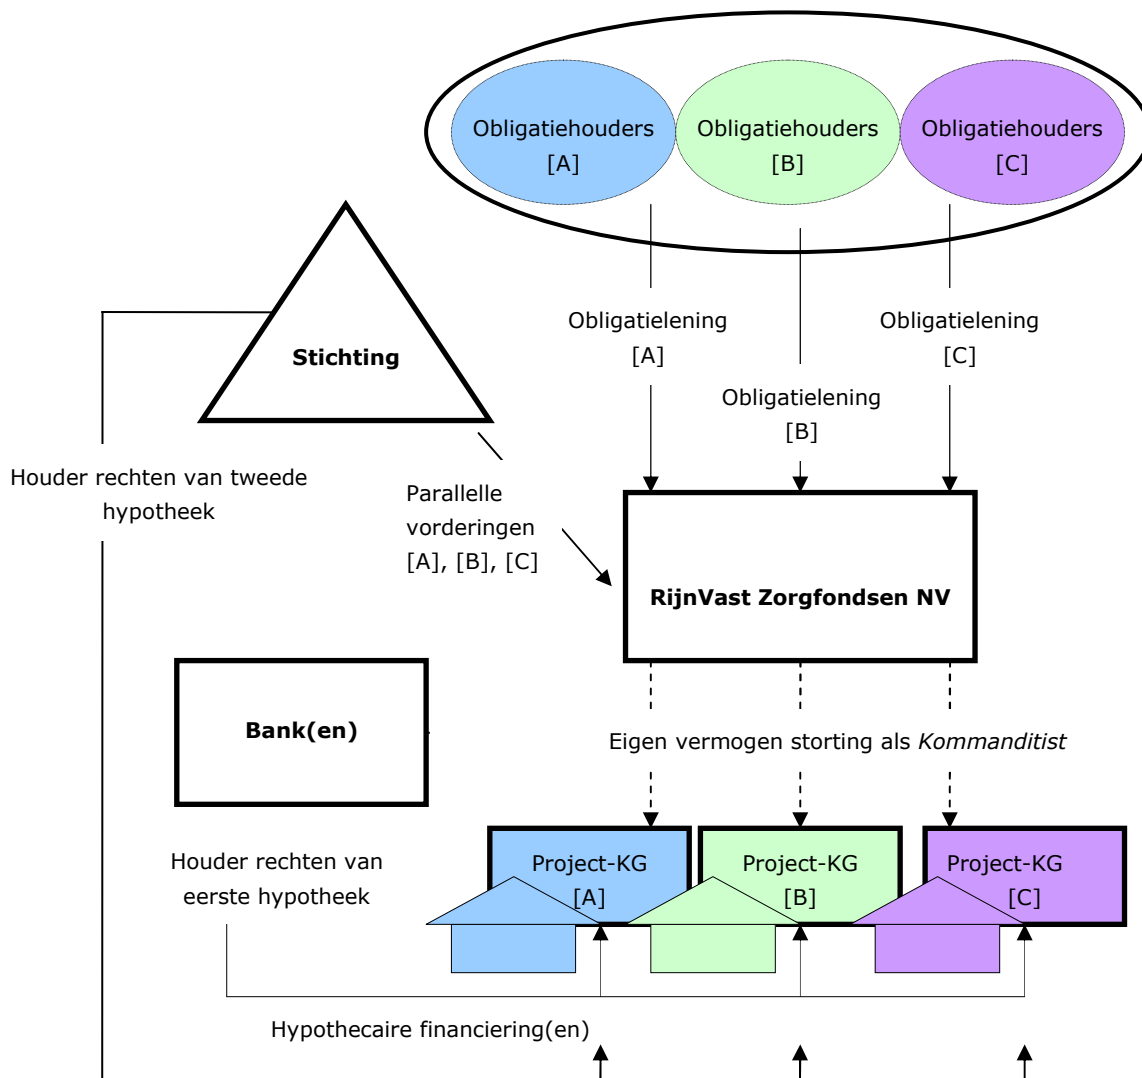 Obligatiehouders
[A]
Obligatiehouders
[B]
Obligatiehouders
[C]
Obligatielening
[A]
Obligatielening
[C]
Stichting
Obligatielening
[B]
Houder rechten van tweede
hypotheek
Parallelle
vorderingen
[A], [B], [C]
RijnVast Zorgfondsen NV
Bank(en)
Eigen vermogen storting als Kommanditist
Houder rechten van
eerste hypotheek
Project-KG
[A]
Project-KG
[B]
Project-KG
[C]
Hypothecaire financiering(en)